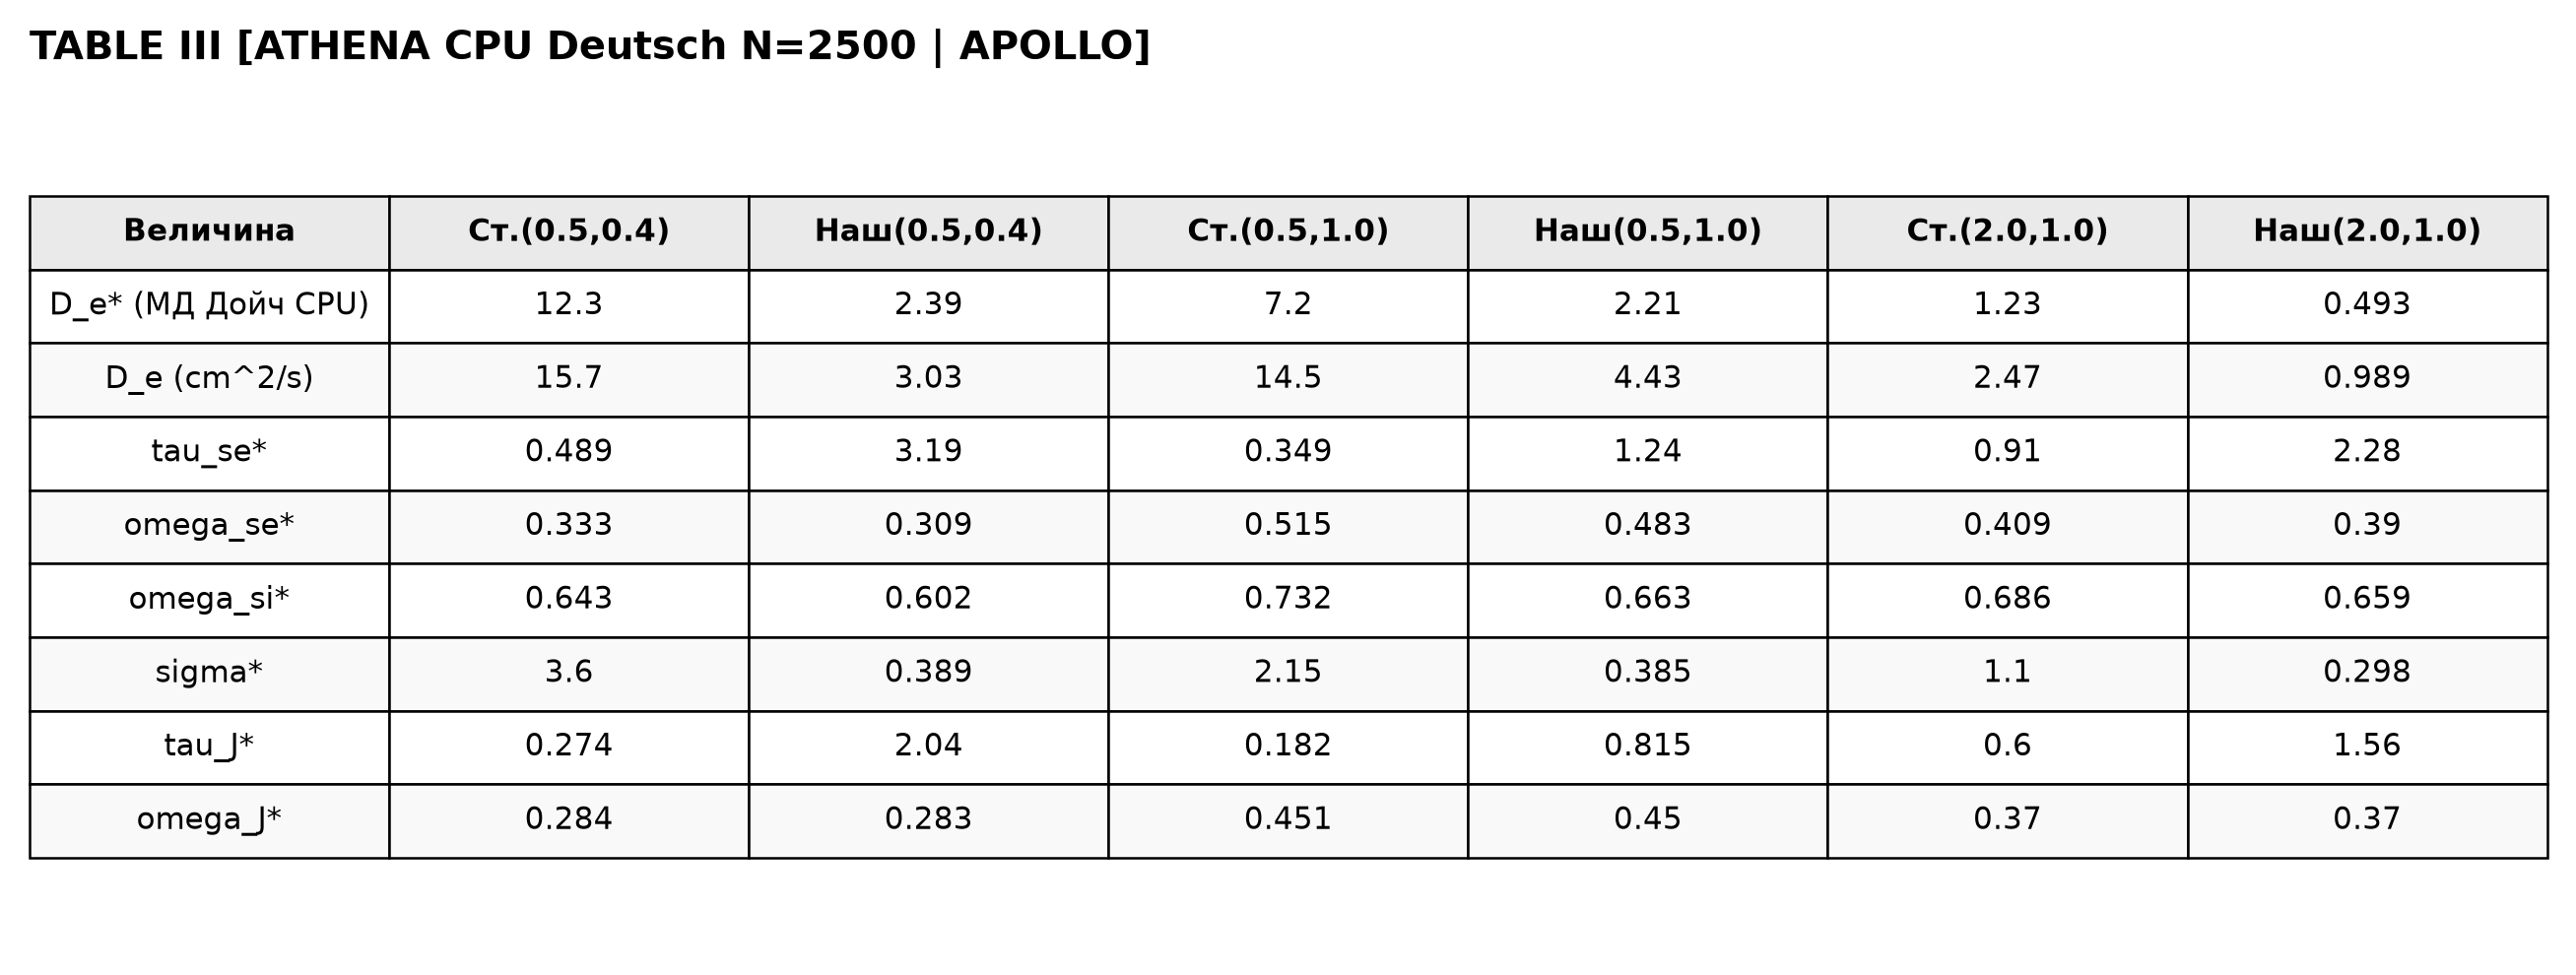 TABLE III [ATHENA CPU Deutsch N=2500 | APOLLO]
Величина Ст.(0.5,0.4) Наш(0.5,0.4) Ст.(0.5,1.0) Наш(0.5,1.0) Ст.(2.0,1.0) Наш(2.0,1.0)
D_e* (МД Дойч CPU) 12.3 2.39 7.2 2.21 1.23 0.493
D_e (cm^2/s) 15.7 3.03 14.5 4.43 2.47 0.989
tau_se* 0.489 3.19 0.349 1.24 0.91 2.28
omega_se* 0.333 0.309 0.515 0.483 0.409 0.39
omega_si* 0.643 0.602 0.732 0.663 0.686 0.659
sigma* 3.6 0.389 2.15 0.385 1.1 0.298
tau_J* 0.274 2.04 0.182 0.815 0.6 1.56
omega_J* 0.284 0.283 0.451 0.45 0.37 0.37